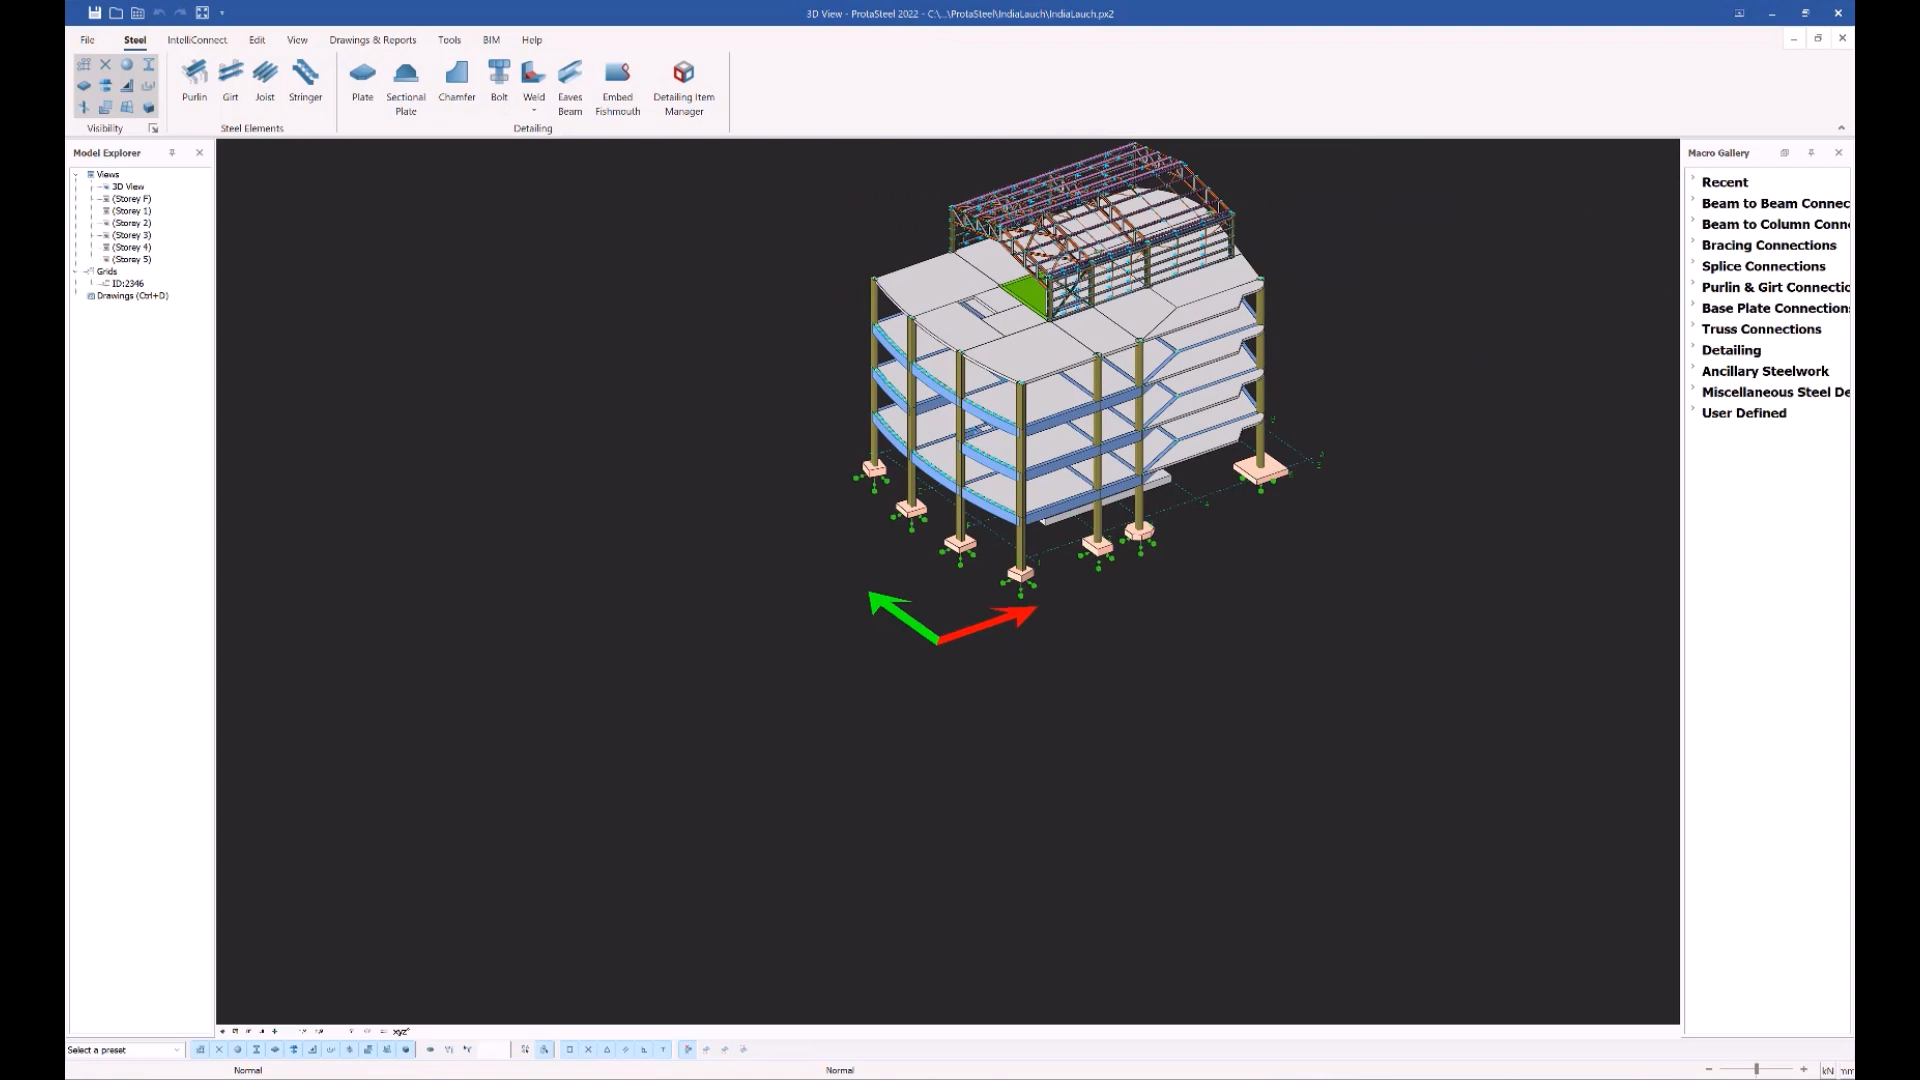 3D View - ProtaSteel 2022 - C:\...\ProtaSteel\IndiaLauch\IndiaLauch.px2
File Steel IntelliConnect Edit View Drawings & Reports Tools BIM Help
Purlin Girt Joist Stringer Plate Sectional Plate Chamfer Bolt Weld Eaves Beam Embed Fishmouth Detailing Item Manager
Visibility Steel Elements Detailing
Model Explorer
Views
3D View
(Storey F)
(Storey 1)
(Storey 2)
(Storey 3)
(Storey 4)
(Storey 5)
Grids
ID:2346
Drawings (Ctrl+D)
Macro Gallery
Recent
Beam to Beam Connec
Beam to Column Conn
Bracing Connections
Splice Connections
Purlin & Girt Connectic
Base Plate Connection
Truss Connections
Detailing
Ancillary Steelwork
Miscellaneous Steel De
User Defined
xyz
Select a preset
Normal Normal kN mm